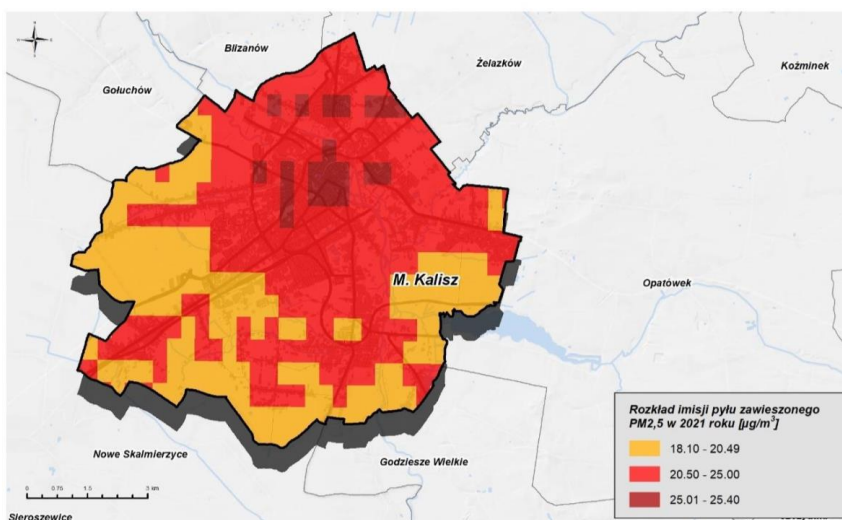 Blizanów
Żelazków
Koźminek
Gołuchów
M. Kalisz
Opatówek
Rozkład imisji pyłu zawieszonego
PM2,5 w 2021 roku [µg/m³]
18.10 - 20.49
20.50 - 25.00
25.01 - 25.40
Nowe Skalmierzyce
Godziesze Wielkie
0 0.75 1.5 3 km
Sieroszewice